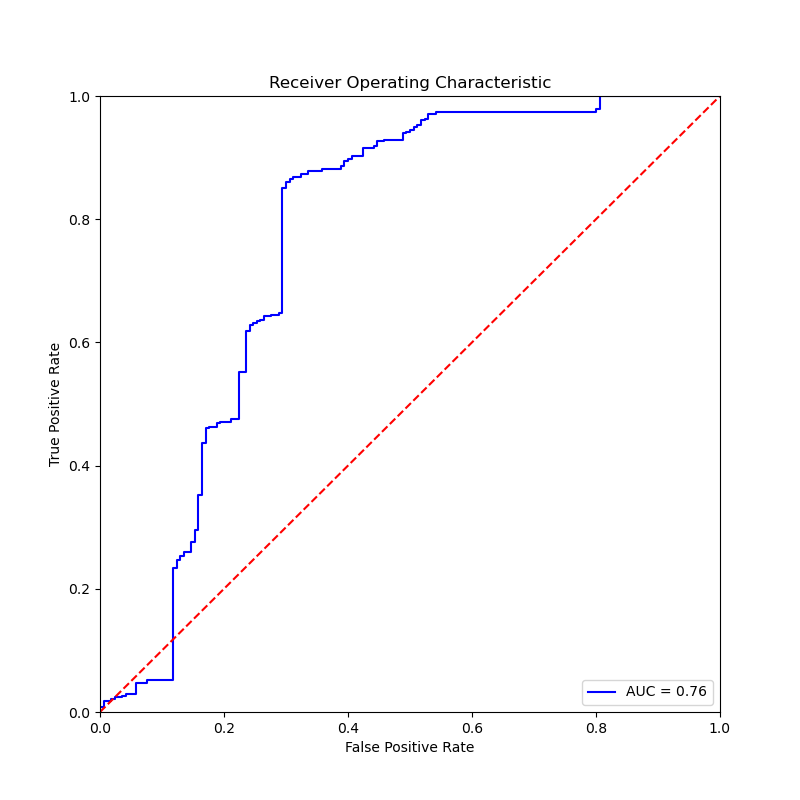 Receiver Operating Characteristic
1.0
0.8
0.6
0.4
0.2
0.0
True Positive Rate
AUC = 0.76
0.0 0.2 0.4 0.6 0.8 1.0
False Positive Rate